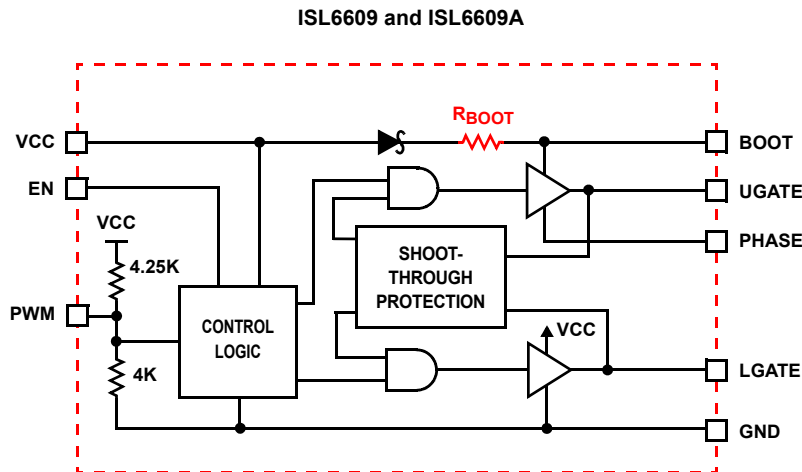 ISL6609 and ISL6609A
RBOOT
VCC
BOOT
EN
UGATE
VCC
PHASE
4.25K
SHOOT-
THROUGH
PROTECTION
PWM
CONTROL
LOGIC
VCC
4K
LGATE
GND